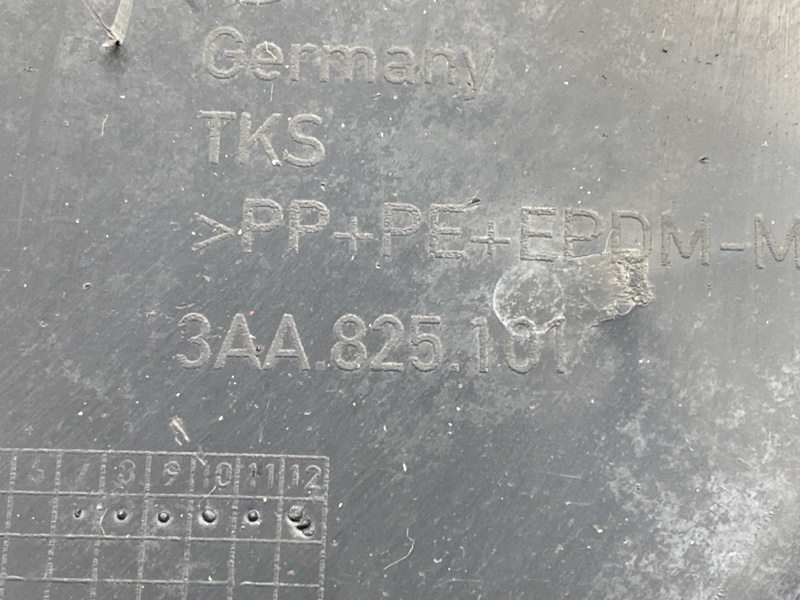 Germany
TKS
>PP+PE+EPDM-M
3AA.825.101
6 7 8 9 10 11 12